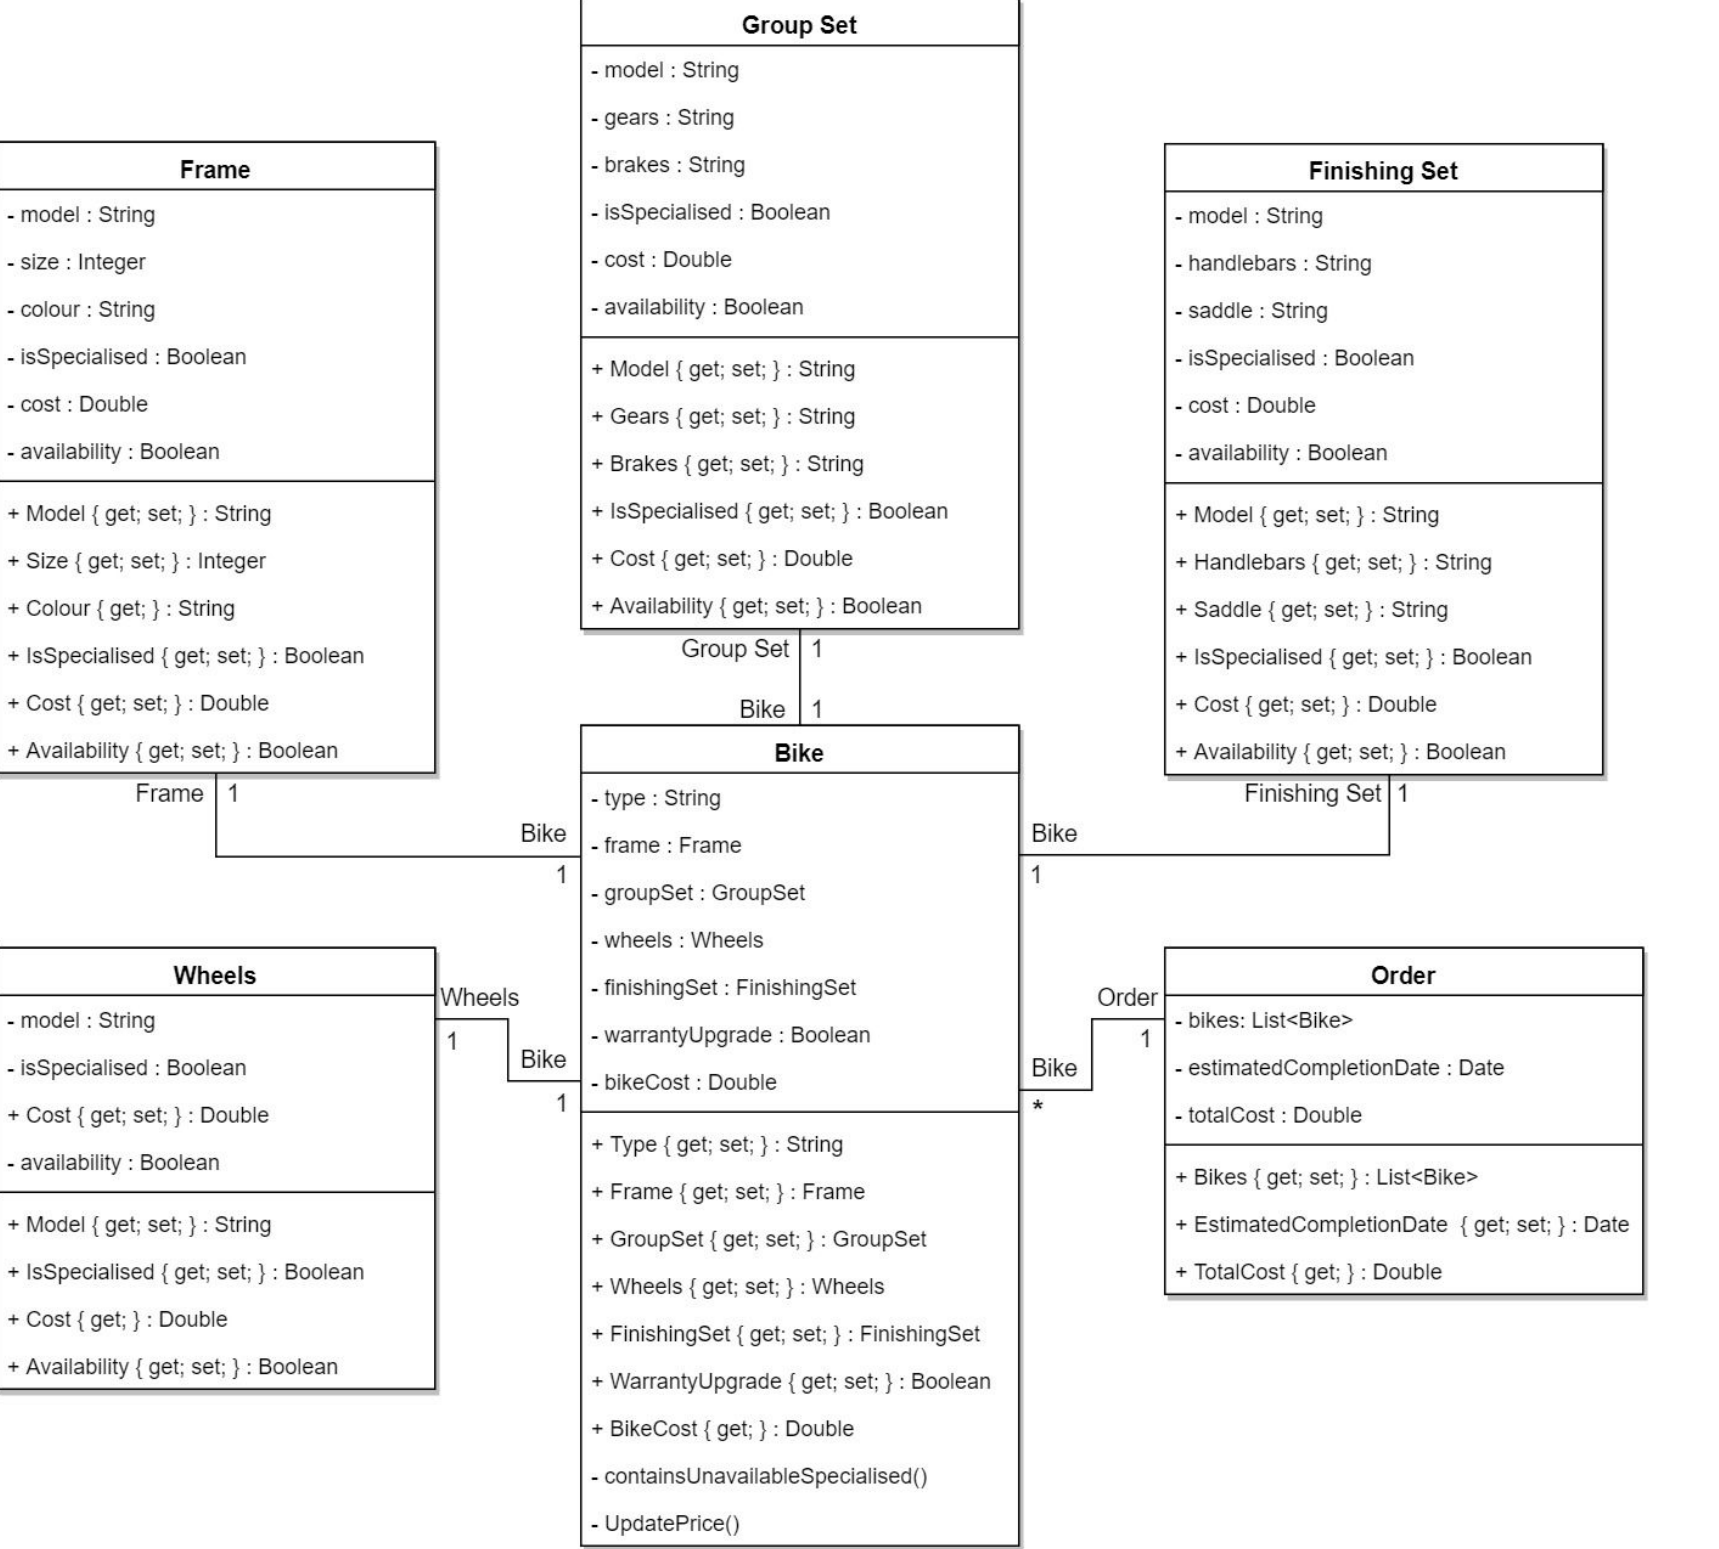 Group Set
- model : String
- gears : String
- brakes : String
- isSpecialised : Boolean
- cost : Double
- availability : Boolean
+ Model { get; set; } : String
+ Gears { get; set; } : String
+ Brakes { get; set; } : String
+ IsSpecialised { get; set; } : Boolean
+ Cost { get; set; } : Double
+ Availability { get; set; } : Boolean
Group Set 1
Bike 1
Frame
- model : String
- size : Integer
- colour : String
- isSpecialised : Boolean
- cost : Double
- availability : Boolean
+ Model { get; set; } : String
+ Size { get; set; } : Integer
+ Colour { get; } : String
+ IsSpecialised { get; set; } : Boolean
+ Cost { get; set; } : Double
+ Availability { get; set; } : Boolean
Frame 1
Bike
1
Finishing Set
- model : String
- handlebars : String
- saddle : String
- isSpecialised : Boolean
- cost : Double
- availability : Boolean
+ Model { get; set; } : String
+ Handlebars { get; set; } : String
+ Saddle { get; set; } : String
+ IsSpecialised { get; set; } : Boolean
+ Cost { get; set; } : Double
+ Availability { get; set; } : Boolean
Finishing Set 1
Bike
1
Bike
- type : String
- frame : Frame
- groupSet : GroupSet
- wheels : Wheels
- finishingSet : FinishingSet
- warrantyUpgrade : Boolean
- bikeCost : Double
+ Type { get; set; } : String
+ Frame { get; set; } : Frame
+ GroupSet { get; set; } : GroupSet
+ Wheels { get; set; } : Wheels
+ FinishingSet { get; set; } : FinishingSet
+ WarrantyUpgrade { get; set; } : Boolean
+ BikeCost { get; } : Double
- containsUnavailableSpecialised()
- UpdatePrice()
Wheels
- model : String
- isSpecialised : Boolean
+ Cost { get; set; } : Double
- availability : Boolean
+ Model { get; set; } : String
+ IsSpecialised { get; set; } : Boolean
+ Cost { get; } : Double
+ Availability { get; set; } : Boolean
Wheels
1
Bike
1
Order
- bikes: List<Bike>
- estimatedCompletionDate : Date
- totalCost : Double
+ Bikes { get; set; } : List<Bike>
+ EstimatedCompletionDate { get; set; } : Date
+ TotalCost { get; } : Double
Order
1
Bike
*